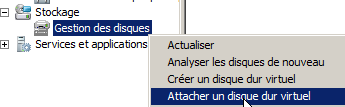 Stockage
Gestion des disques
Services et applications
Actualiser
Analyser les disques de nouveau
Créer un disque dur virtuel
Attacher un disque dur virtuel